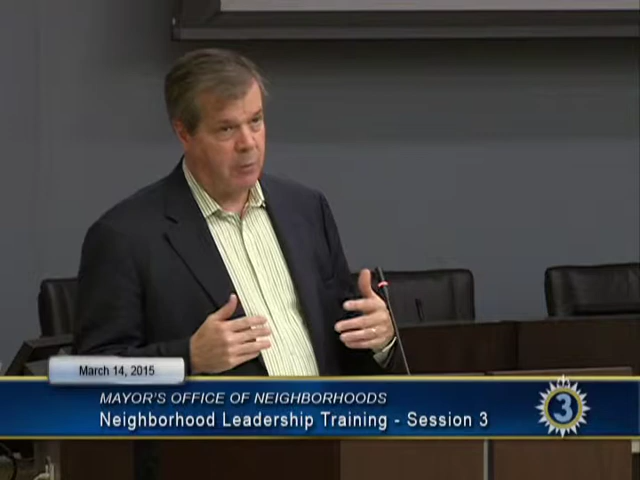 March 14, 2015
MAYOR'S OFFICE OF NEIGHBORHOODS
Neighborhood Leadership Training - Session 3
3